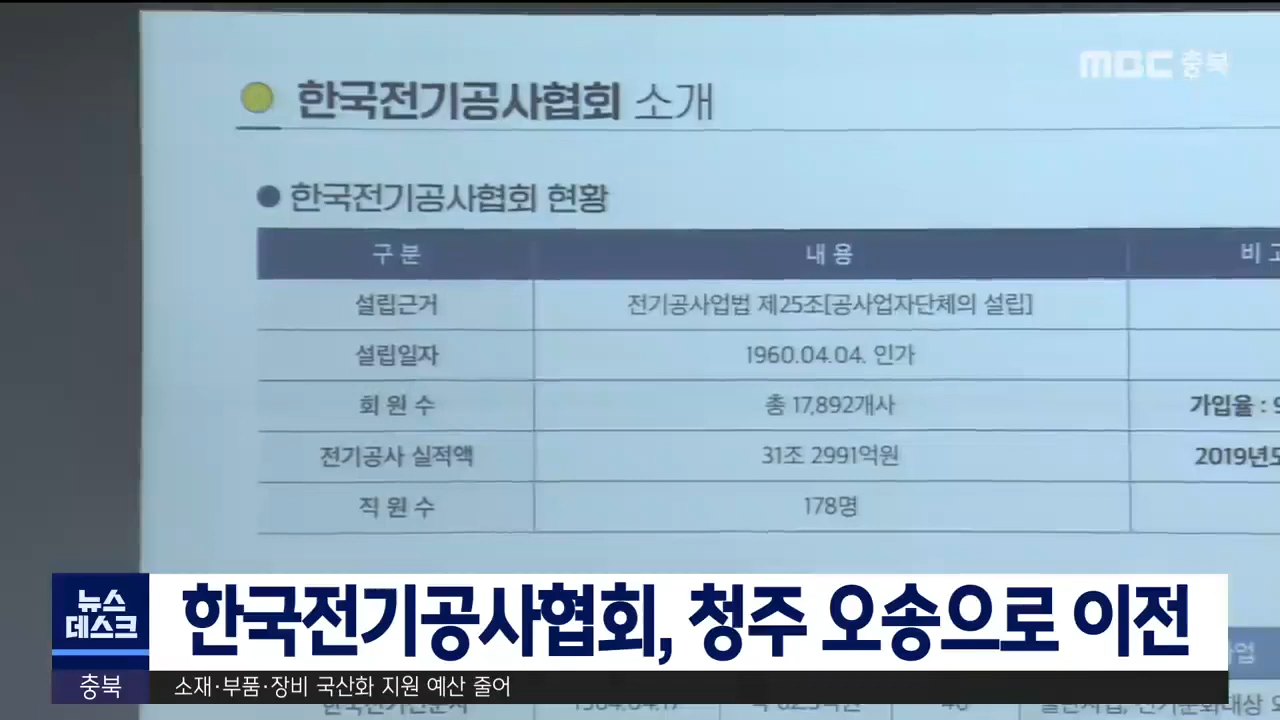 MBC 충북
한국전기공사협회 소개
한국전기공사협회 현황
구 분 내 용
설립근거 전기공사업법 제25조[공사업자단체의 설립]
설립일자 1960.04.04. 인가
회 원 수 총 17,892개사 가입율 :
전기공사 실적액 31조 2991억원
직 원 수 178명
뉴스 데스크
한국전기공사협회, 청주 오송으로 이전
충북 소재·부품·장비 국산화 지원 예산 줄어